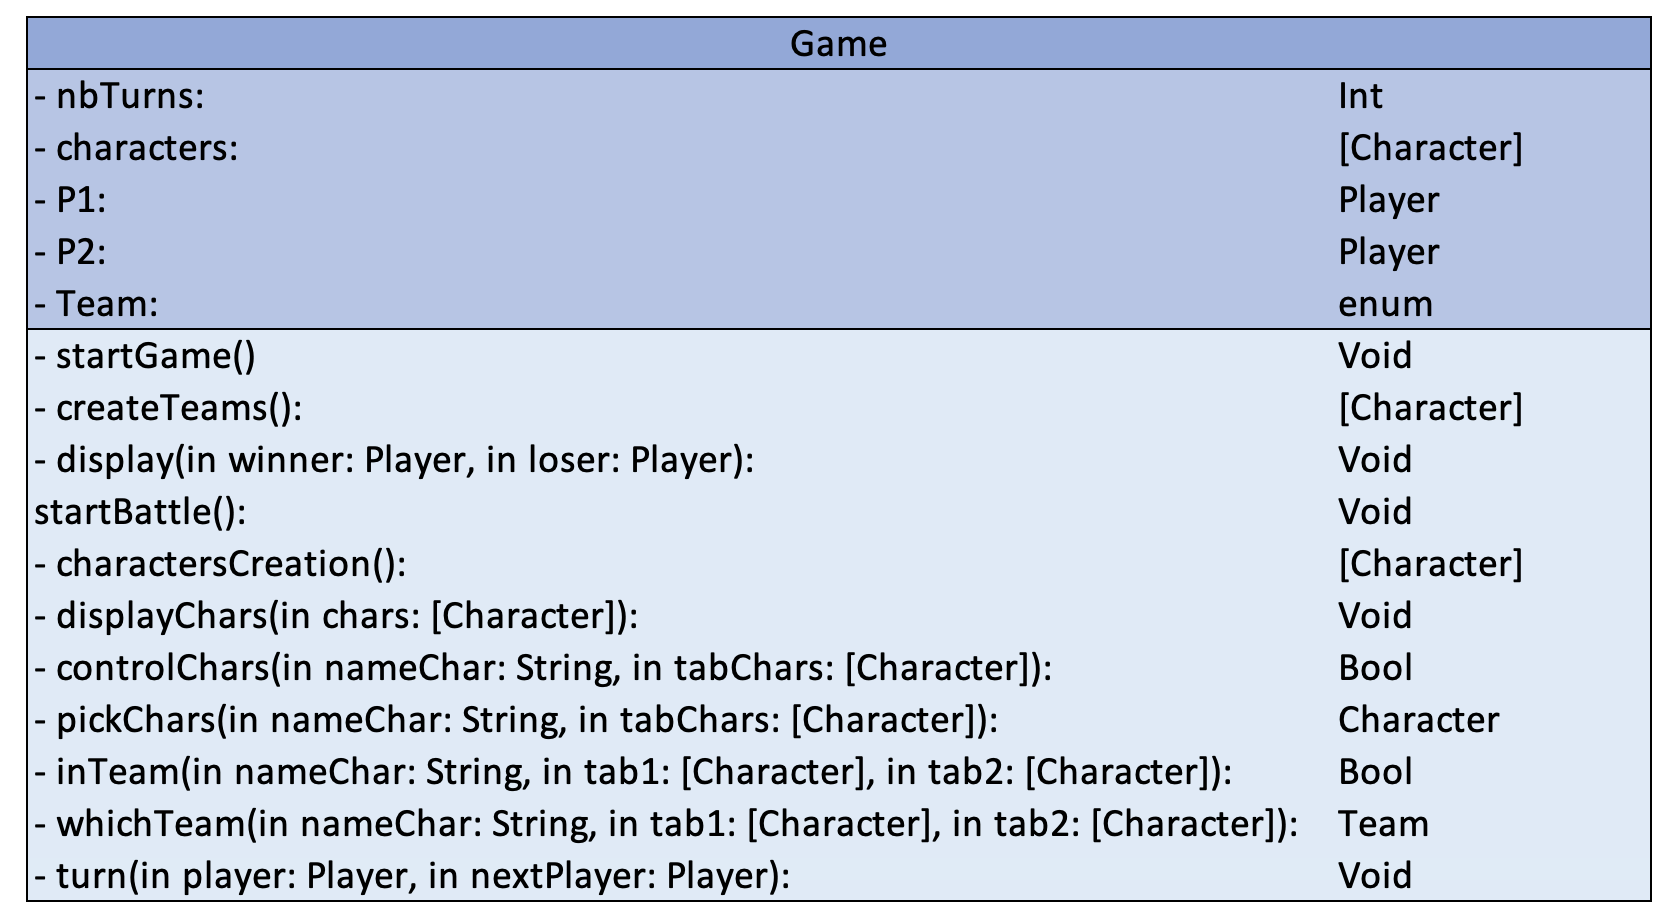 Game
- nbTurns: Int
- characters: [Character]
- P1: Player
- P2: Player
- Team: enum
- startGame() Void
- createTeams(): [Character]
- display(in winner: Player, in loser: Player): Void
startBattle(): Void
- charactersCreation(): [Character]
- displayChars(in chars: [Character]): Void
- controlChars(in nameChar: String, in tabChars: [Character]): Bool
- pickChars(in nameChar: String, in tabChars: [Character]): Character
- inTeam(in nameChar: String, in tab1: [Character], in tab2: [Character]): Bool
- whichTeam(in nameChar: String, in tab1: [Character], in tab2: [Character]): Team
- turn(in player: Player, in nextPlayer: Player): Void